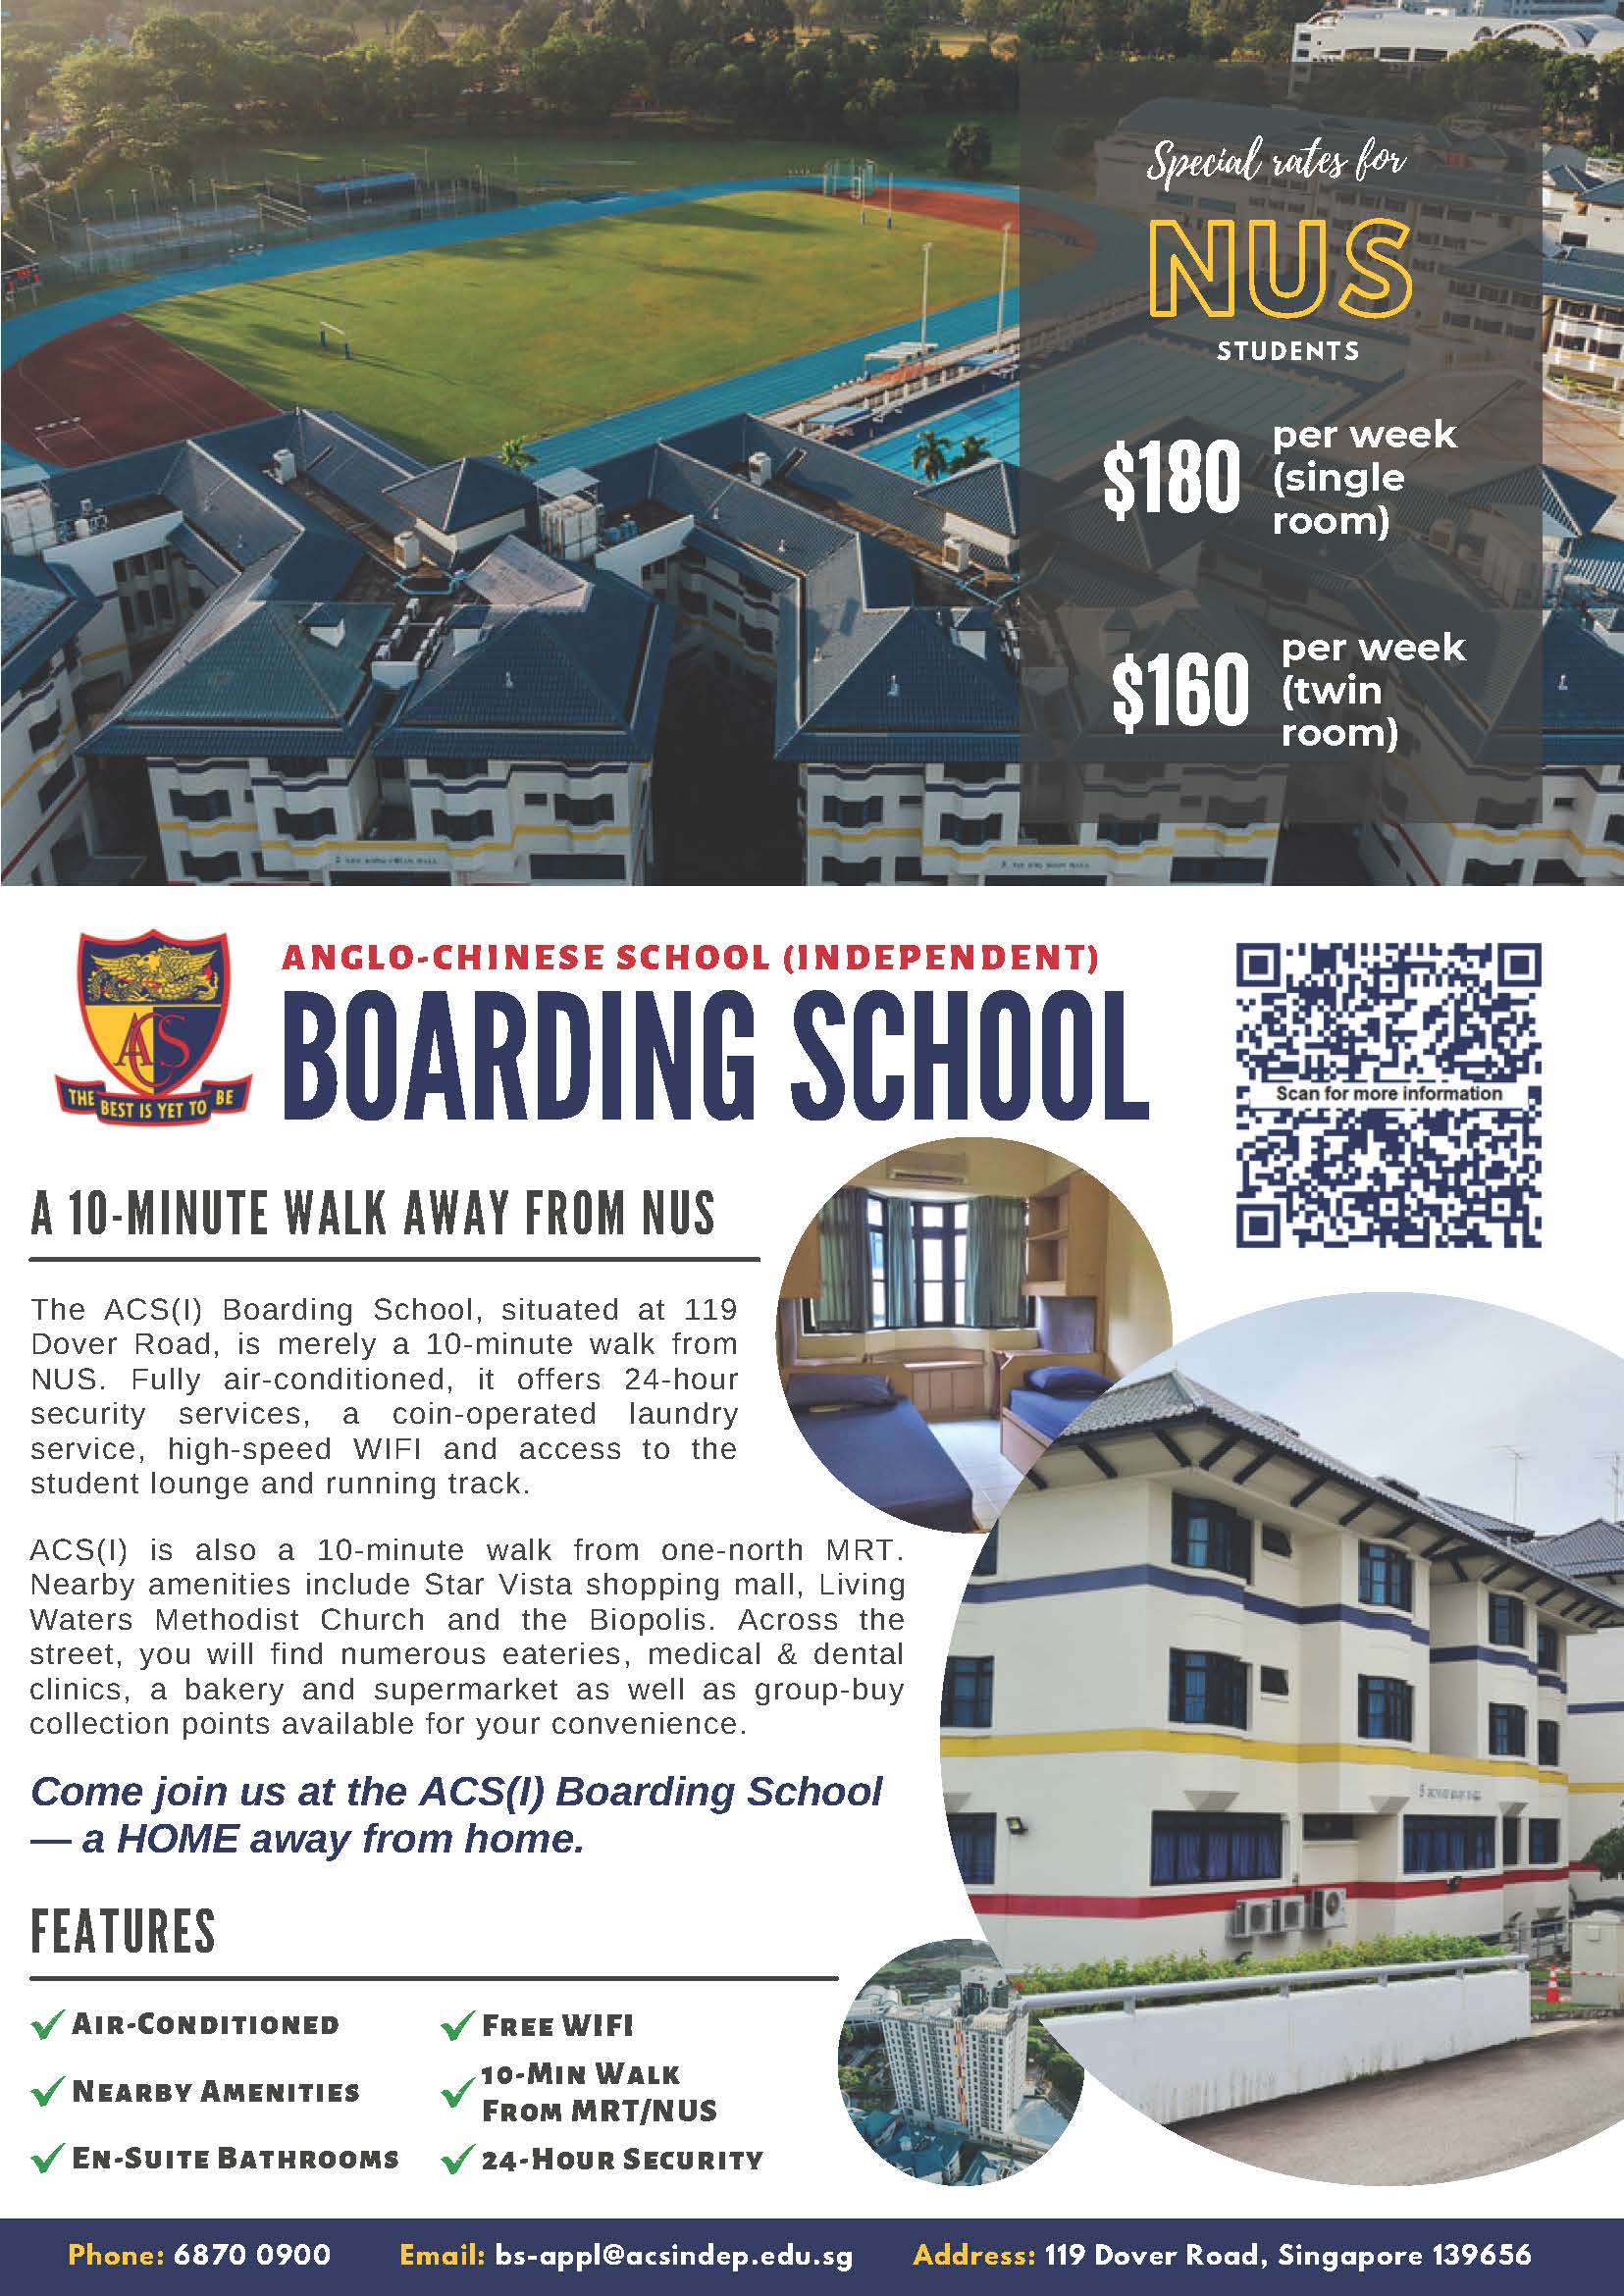 Special rates for
NUS
STUDENTS
$180 per week
(single
room)
$160 per week
(twin
room)
ANGLO-CHINESE SCHOOL (INDEPENDENT)
BOARDING SCHOOL
ACS
THE BEST IS YET TO BE
Scan for more information
A 10-MINUTE WALK AWAY FROM NUS
The ACS(I) Boarding School, situated at 119
Dover Road, is merely a 10-minute walk from
NUS. Fully air-conditioned, it offers 24-hour
security services, a coin-operated laundry
service, high-speed WIFI and access to the
student lounge and running track.
ACS(I) is also a 10-minute walk from one-north MRT.
Nearby amenities include Star Vista shopping mall, Living
Waters Methodist Church and the Biopolis. Across the
street, you will find numerous eateries, medical & dental
clinics, a bakery and supermarket as well as group-buy
collection points available for your convenience.
Come join us at the ACS(I) Boarding School
— a HOME away from home.
FEATURES
AIR-CONDITIONED
FREE WIFI
NEARBY AMENITIES
10-MIN WALK
FROM MRT/NUS
EN-SUITE BATHROOMS
24-HOUR SECURITY
Phone: 6870 0900 Email: bs-appl@acsindep.edu.sg Address: 119 Dover Road, Singapore 139656